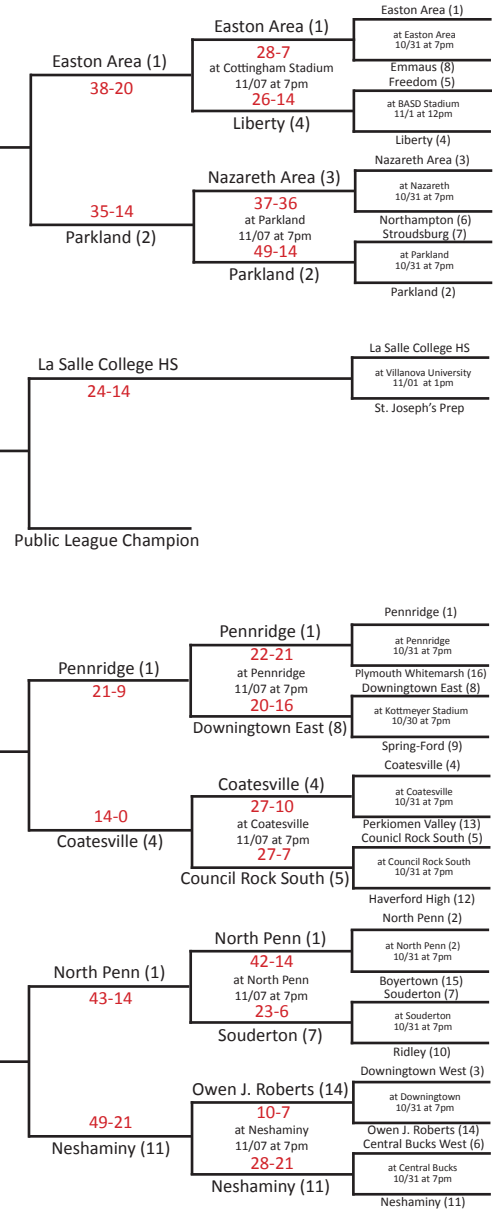 Easton Area (1)
Easton Area (1)
28-7
at Easton Area
10/31 at 7pm
Easton Area (1)
38-20
at Cottingham Stadium
11/07 at 7pm
Emmaus (8)
Freedom (5)
26-14
Liberty (4)
at BASD Stadium
11/1 at 12pm
Liberty (4)
Nazareth Area (3)
Nazareth Area (3)
37-36
at Nazareth
10/31 at 7pm
35-14
Parkland (2)
at Parkland
11/07 at 7pm
Northampton (6)
Stroudsburg (7)
49-14
Parkland (2)
at Parkland
10/31 at 7pm
Parkland (2)
La Salle College HS
La Salle College HS
24-14
at Villanova University
11/01 at 1pm
St. Joseph's Prep
Public League Champion
Pennridge (1)
Pennridge (1)
22-21
at Pennridge
10/31 at 7pm
Pennridge (1)
21-9
at Pennridge
11/07 at 7pm
Plymouth Whitemarsh (16)
Downingtown East (8)
20-16
Downingtown East (8)
at Kottmeyer Stadium
10/30 at 7pm
Spring-Ford (9)
Coatesville (4)
Coatesville (4)
27-10
at Coatesville
10/31 at 7pm
14-0
Coatesville (4)
at Coatesville
11/07 at 7pm
Perkiomen Valley (13)
Counicl Rock South (5)
27-7
Council Rock South (5)
at Council Rock South
10/31 at 7pm
Haverford High (12)
North Penn (2)
North Penn (1)
42-14
at North Penn (2)
10/31 at 7pm
North Penn (1)
43-14
at North Penn
11/07 at 7pm
Boyertown (15)
Souderton (7)
23-6
Souderton (7)
at Souderton
10/31 at 7pm
Ridley (10)
Downingtown West (3)
Owen J. Roberts (14)
10-7
at Downingtown
10/31 at 7pm
49-21
Neshaminy (11)
at Neshaminy
11/07 at 7pm
Owen J. Roberts (14)
Central Bucks West (6)
28-21
Neshaminy (11)
at Central Bucks
10/31 at 7pm
Neshaminy (11)